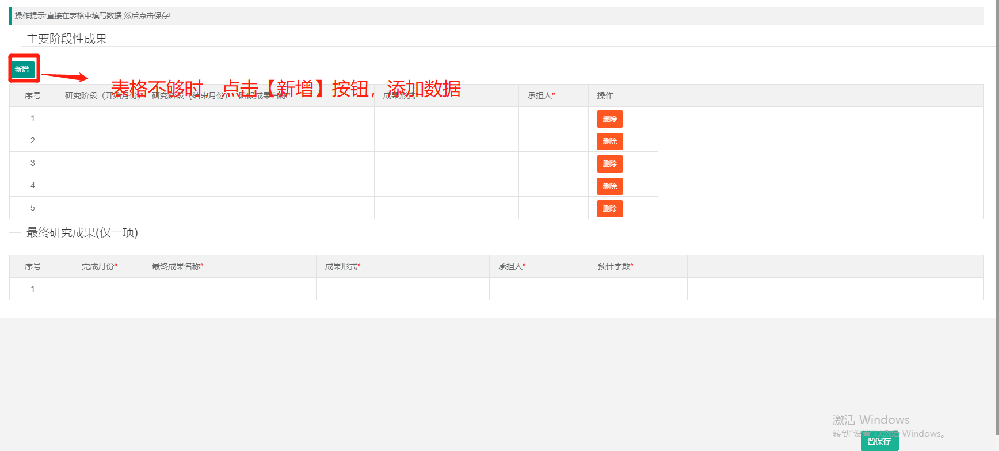 操作提示:直接在表格中填写数据,然后点击保存!
主要阶段性成果
新增
表格不够时，点击【新增】按钮，添加数据
序号 研究阶段（开始月份)* 研究阶段（结束月份) 阶段成果名称* 成果形式 承担人* 操作
1 删除
2 删除
3 删除
4 删除
5 删除
最终研究成果(仅一项)
序号 完成月份* 最终成果名称* 成果形式* 承担人* 预计字数*
1
激活 Windows
转到“设置”以激活 Windows。
保存